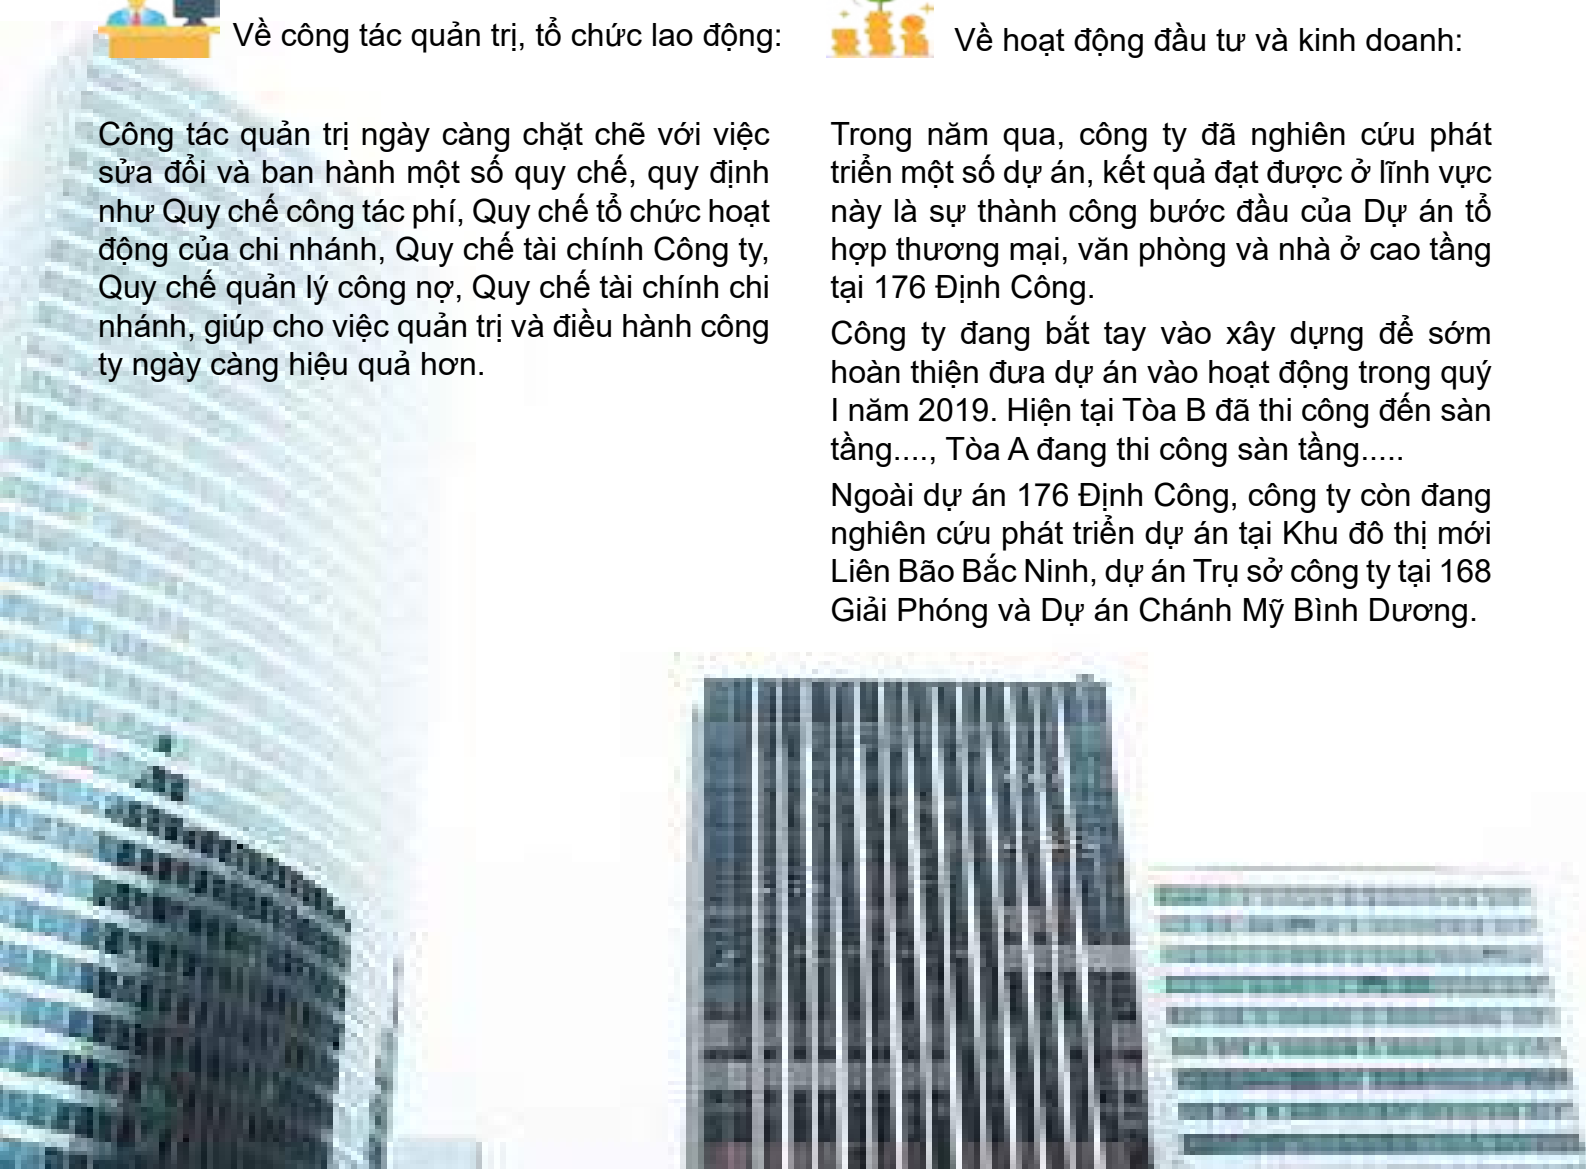 Về công tác quản trị, tổ chức lao động:
Công tác quản trị ngày càng chặt chẽ với việc
sửa đổi và ban hành một số quy chế, quy định
như Quy chế công tác phí, Quy chế tổ chức hoạt
động của chi nhánh, Quy chế tài chính Công ty,
Quy chế quản lý công nợ, Quy chế tài chính chi
nhánh, giúp cho việc quản trị và điều hành công
ty ngày càng hiệu quả hơn.
Về hoạt động đầu tư và kinh doanh:
Trong năm qua, công ty đã nghiên cứu phát
triển một số dự án, kết quả đạt được ở lĩnh vực
này là sự thành công bước đầu của Dự án tổ
hợp thương mại, văn phòng và nhà ở cao tầng
tại 176 Định Công.
Công ty đang bắt tay vào xây dựng để sớm
hoàn thiện đưa dự án vào hoạt động trong quý
I năm 2019. Hiện tại Tòa B đã thi công đến sàn
tầng...., Tòa A đang thi công sàn tầng.....
Ngoài dự án 176 Định Công, công ty còn đang
nghiên cứu phát triển dự án tại Khu đô thị mới
Liên Bão Bắc Ninh, dự án Trụ sở công ty tại 168
Giải Phóng và Dự án Chánh Mỹ Bình Dương.